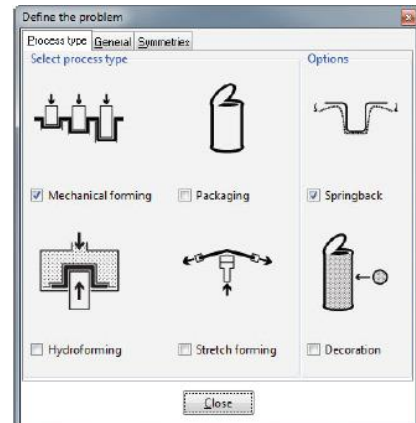 Define the problem
Process type General Symmetries
Select process type
Options
Mechanical forming
Packaging
Springback
Hydroforming
Stretch forming
Decoration
Close